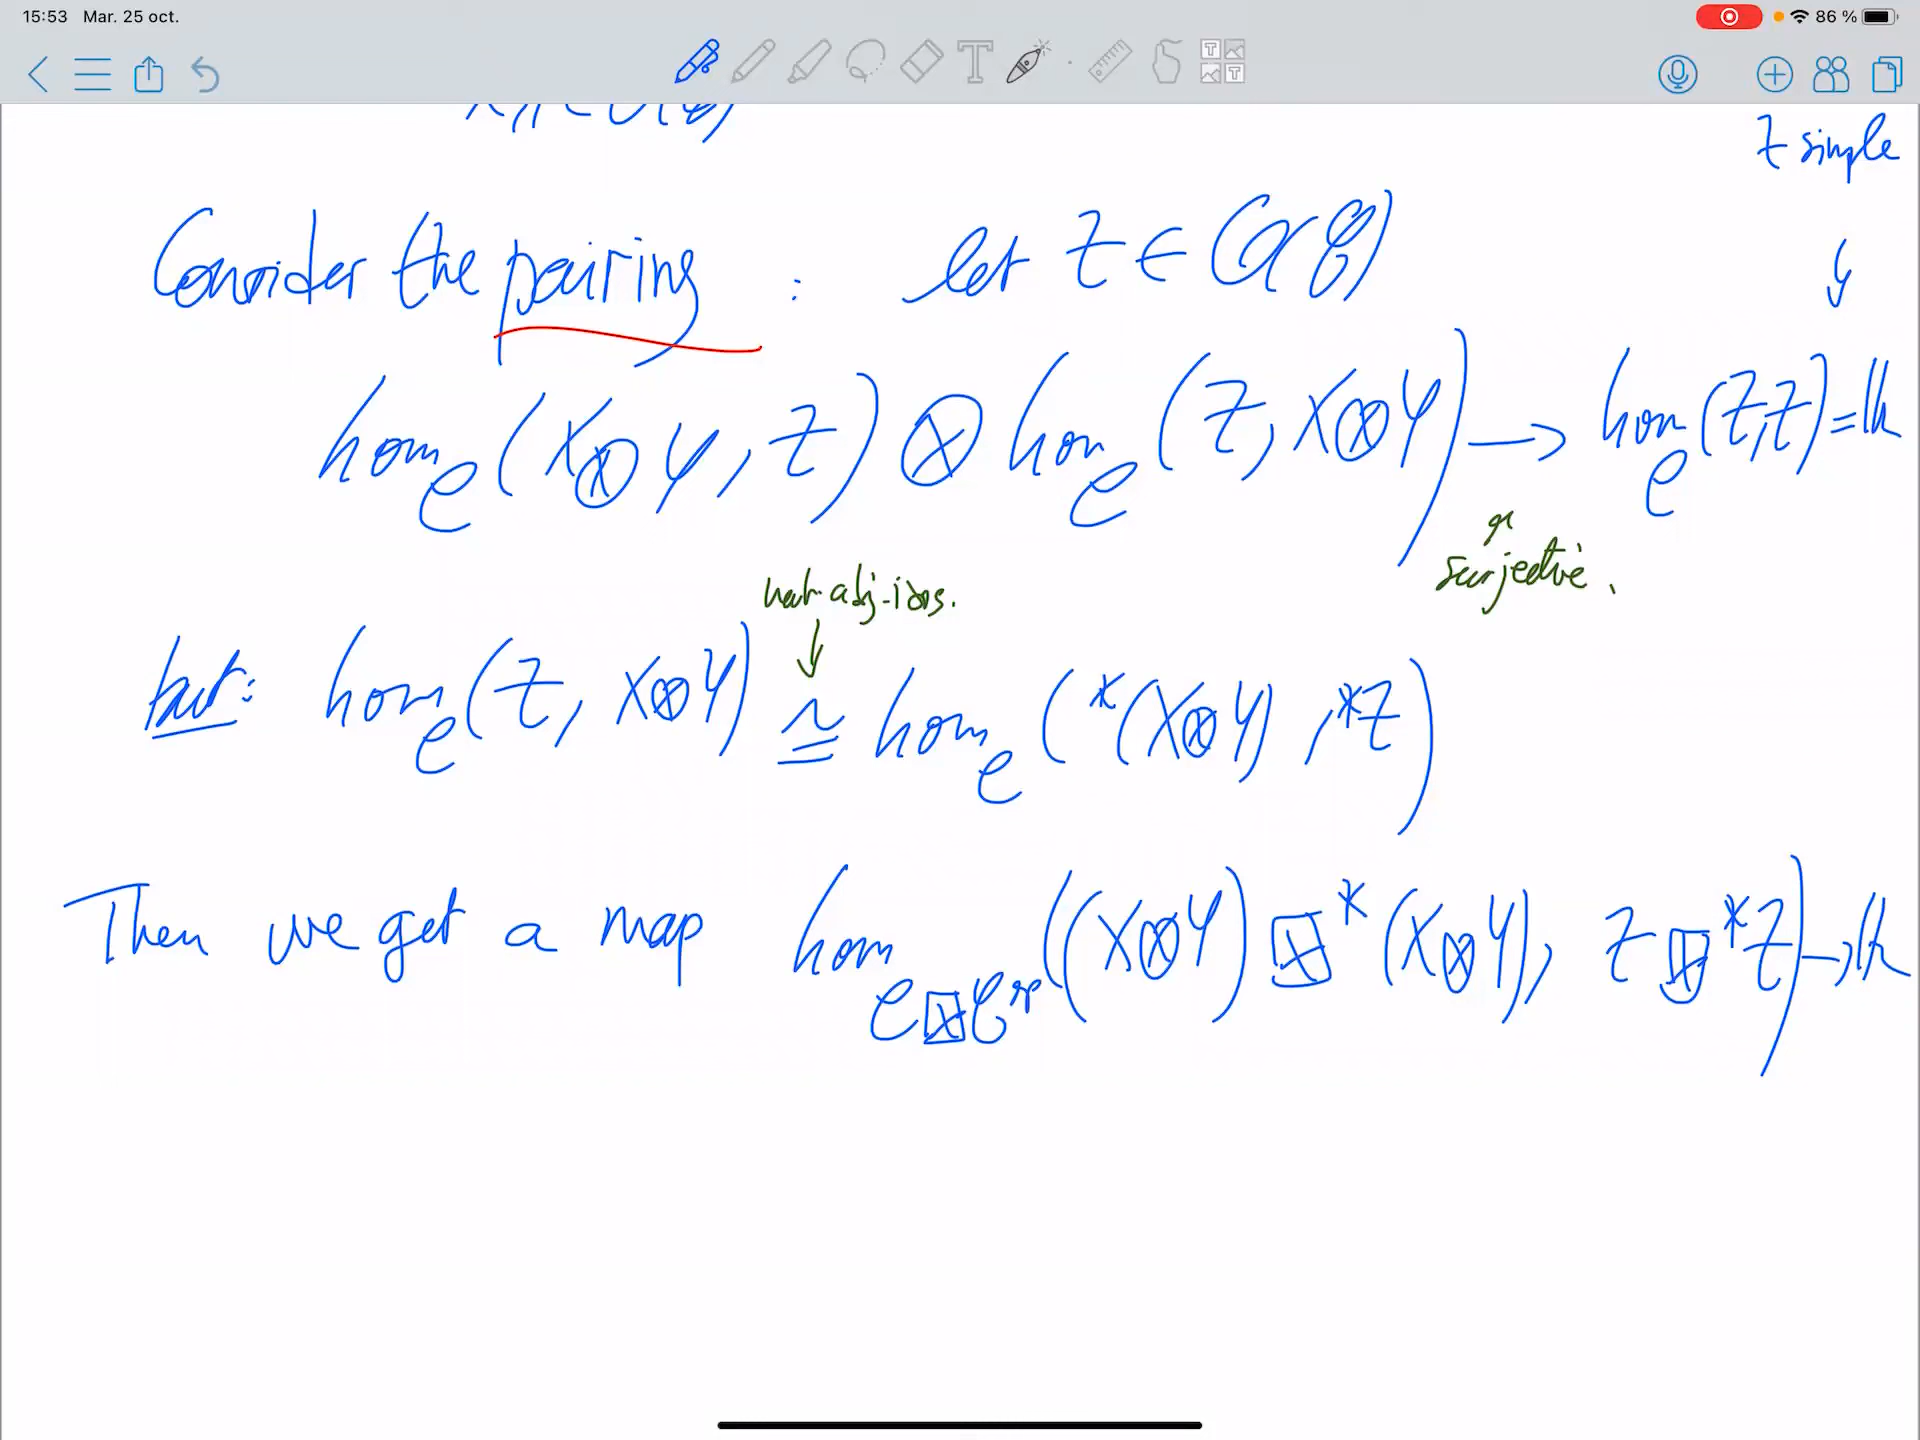 15:53 Mar. 25 oct. 86 %
Z simple
Consider the pairing : let Z ∈ O(C)
hom_C(X⊗Y, Z) ⊗ hom_C(Z, X⊗Y) → hom_C(Z,Z) = 𝕜
surjective.
nat. adj-isos.
but: hom_C(Z, X⊗Y) ≅ hom_C(*(X⊗Y), *Z)
Then we get a map hom_{C⊠C^op}((X⊗Y) ⊠ *(X⊗Y), Z ⊠ *Z) → 𝕜